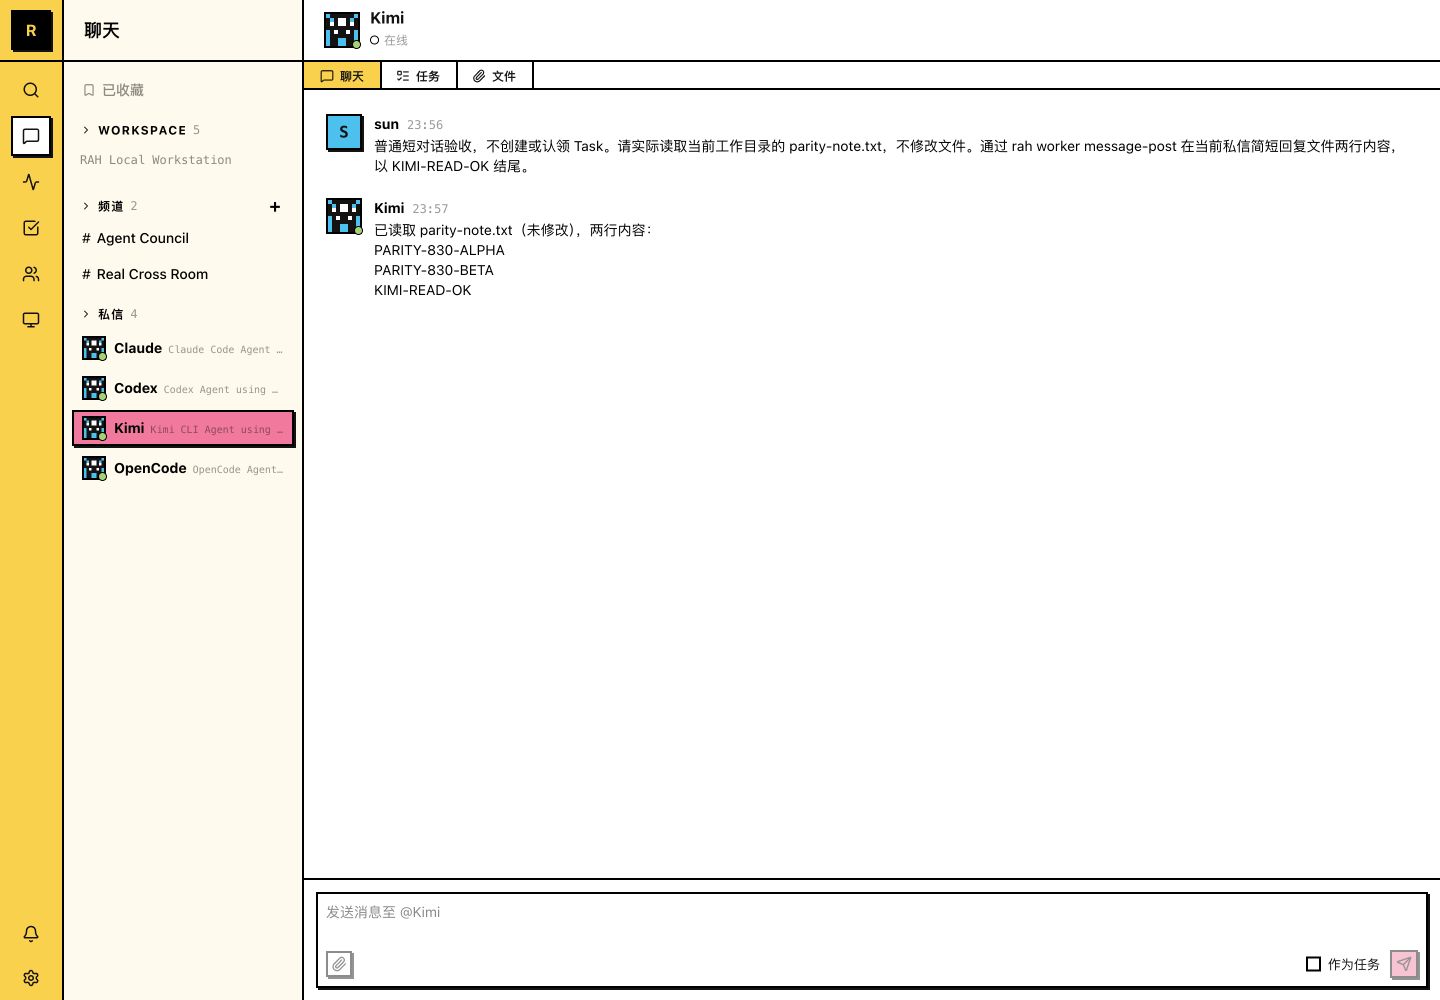 R
聊天
已收藏
WORKSPACE 5
RAH Local Workstation
频道 2
# Agent Council
# Real Cross Room
私信 4
Claude Claude Code Agent …
Codex Codex Agent using …
Kimi Kimi CLI Agent using …
OpenCode OpenCode Agent…
Kimi
在线
聊天 任务 文件
S
sun 23:56
普通短对话验收，不创建或认领 Task。请实际读取当前工作目录的 parity-note.txt，不修改文件。通过 rah worker message-post 在当前私信简短回复文件两行内容，
以 KIMI-READ-OK 结尾。
Kimi 23:57
已读取 parity-note.txt（未修改），两行内容：
PARITY-830-ALPHA
PARITY-830-BETA
KIMI-READ-OK
发送消息至 @Kimi
作为任务